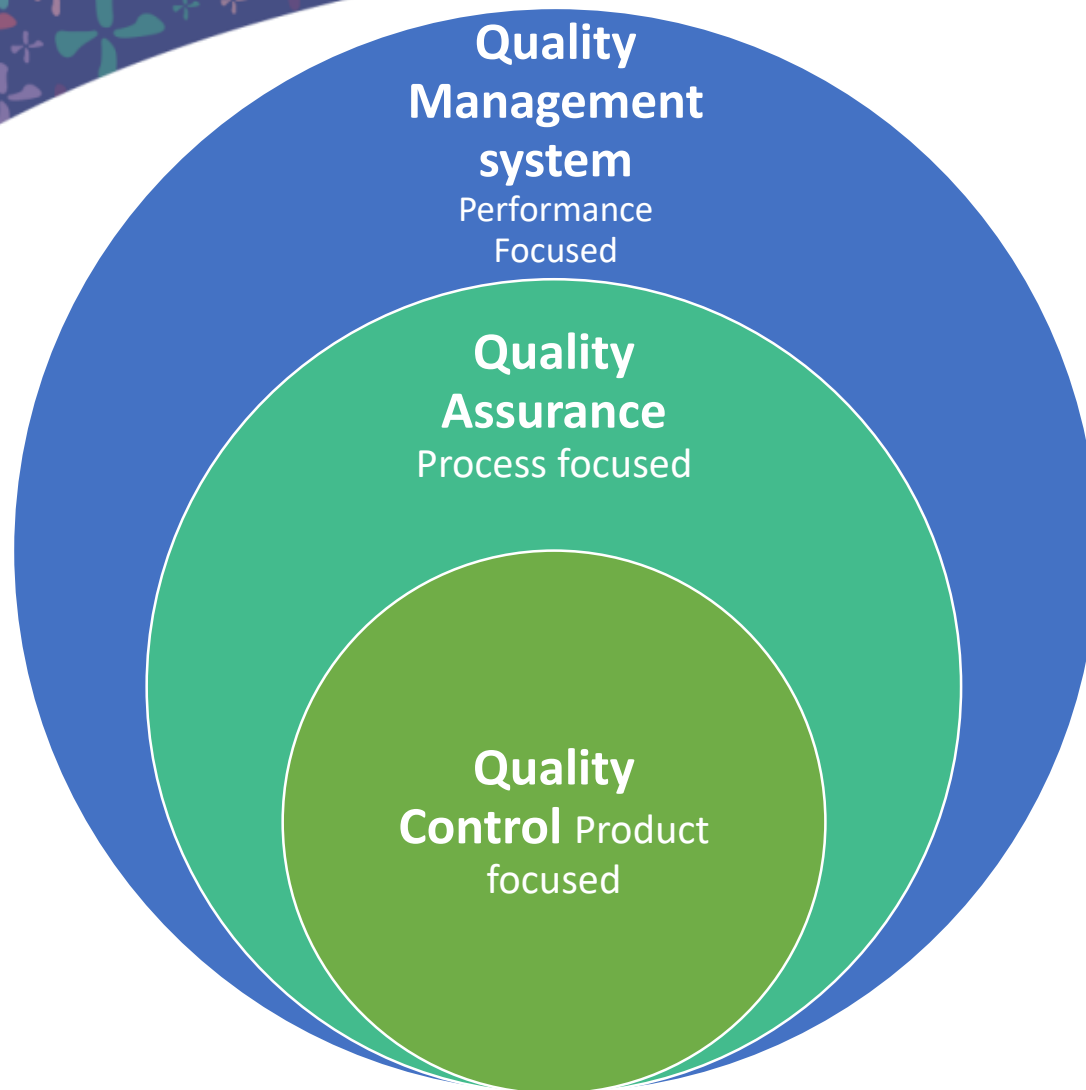 Quality
Management
system
Performance
Focused
Quality
Assurance
Process focused
Quality
Control Product
focused